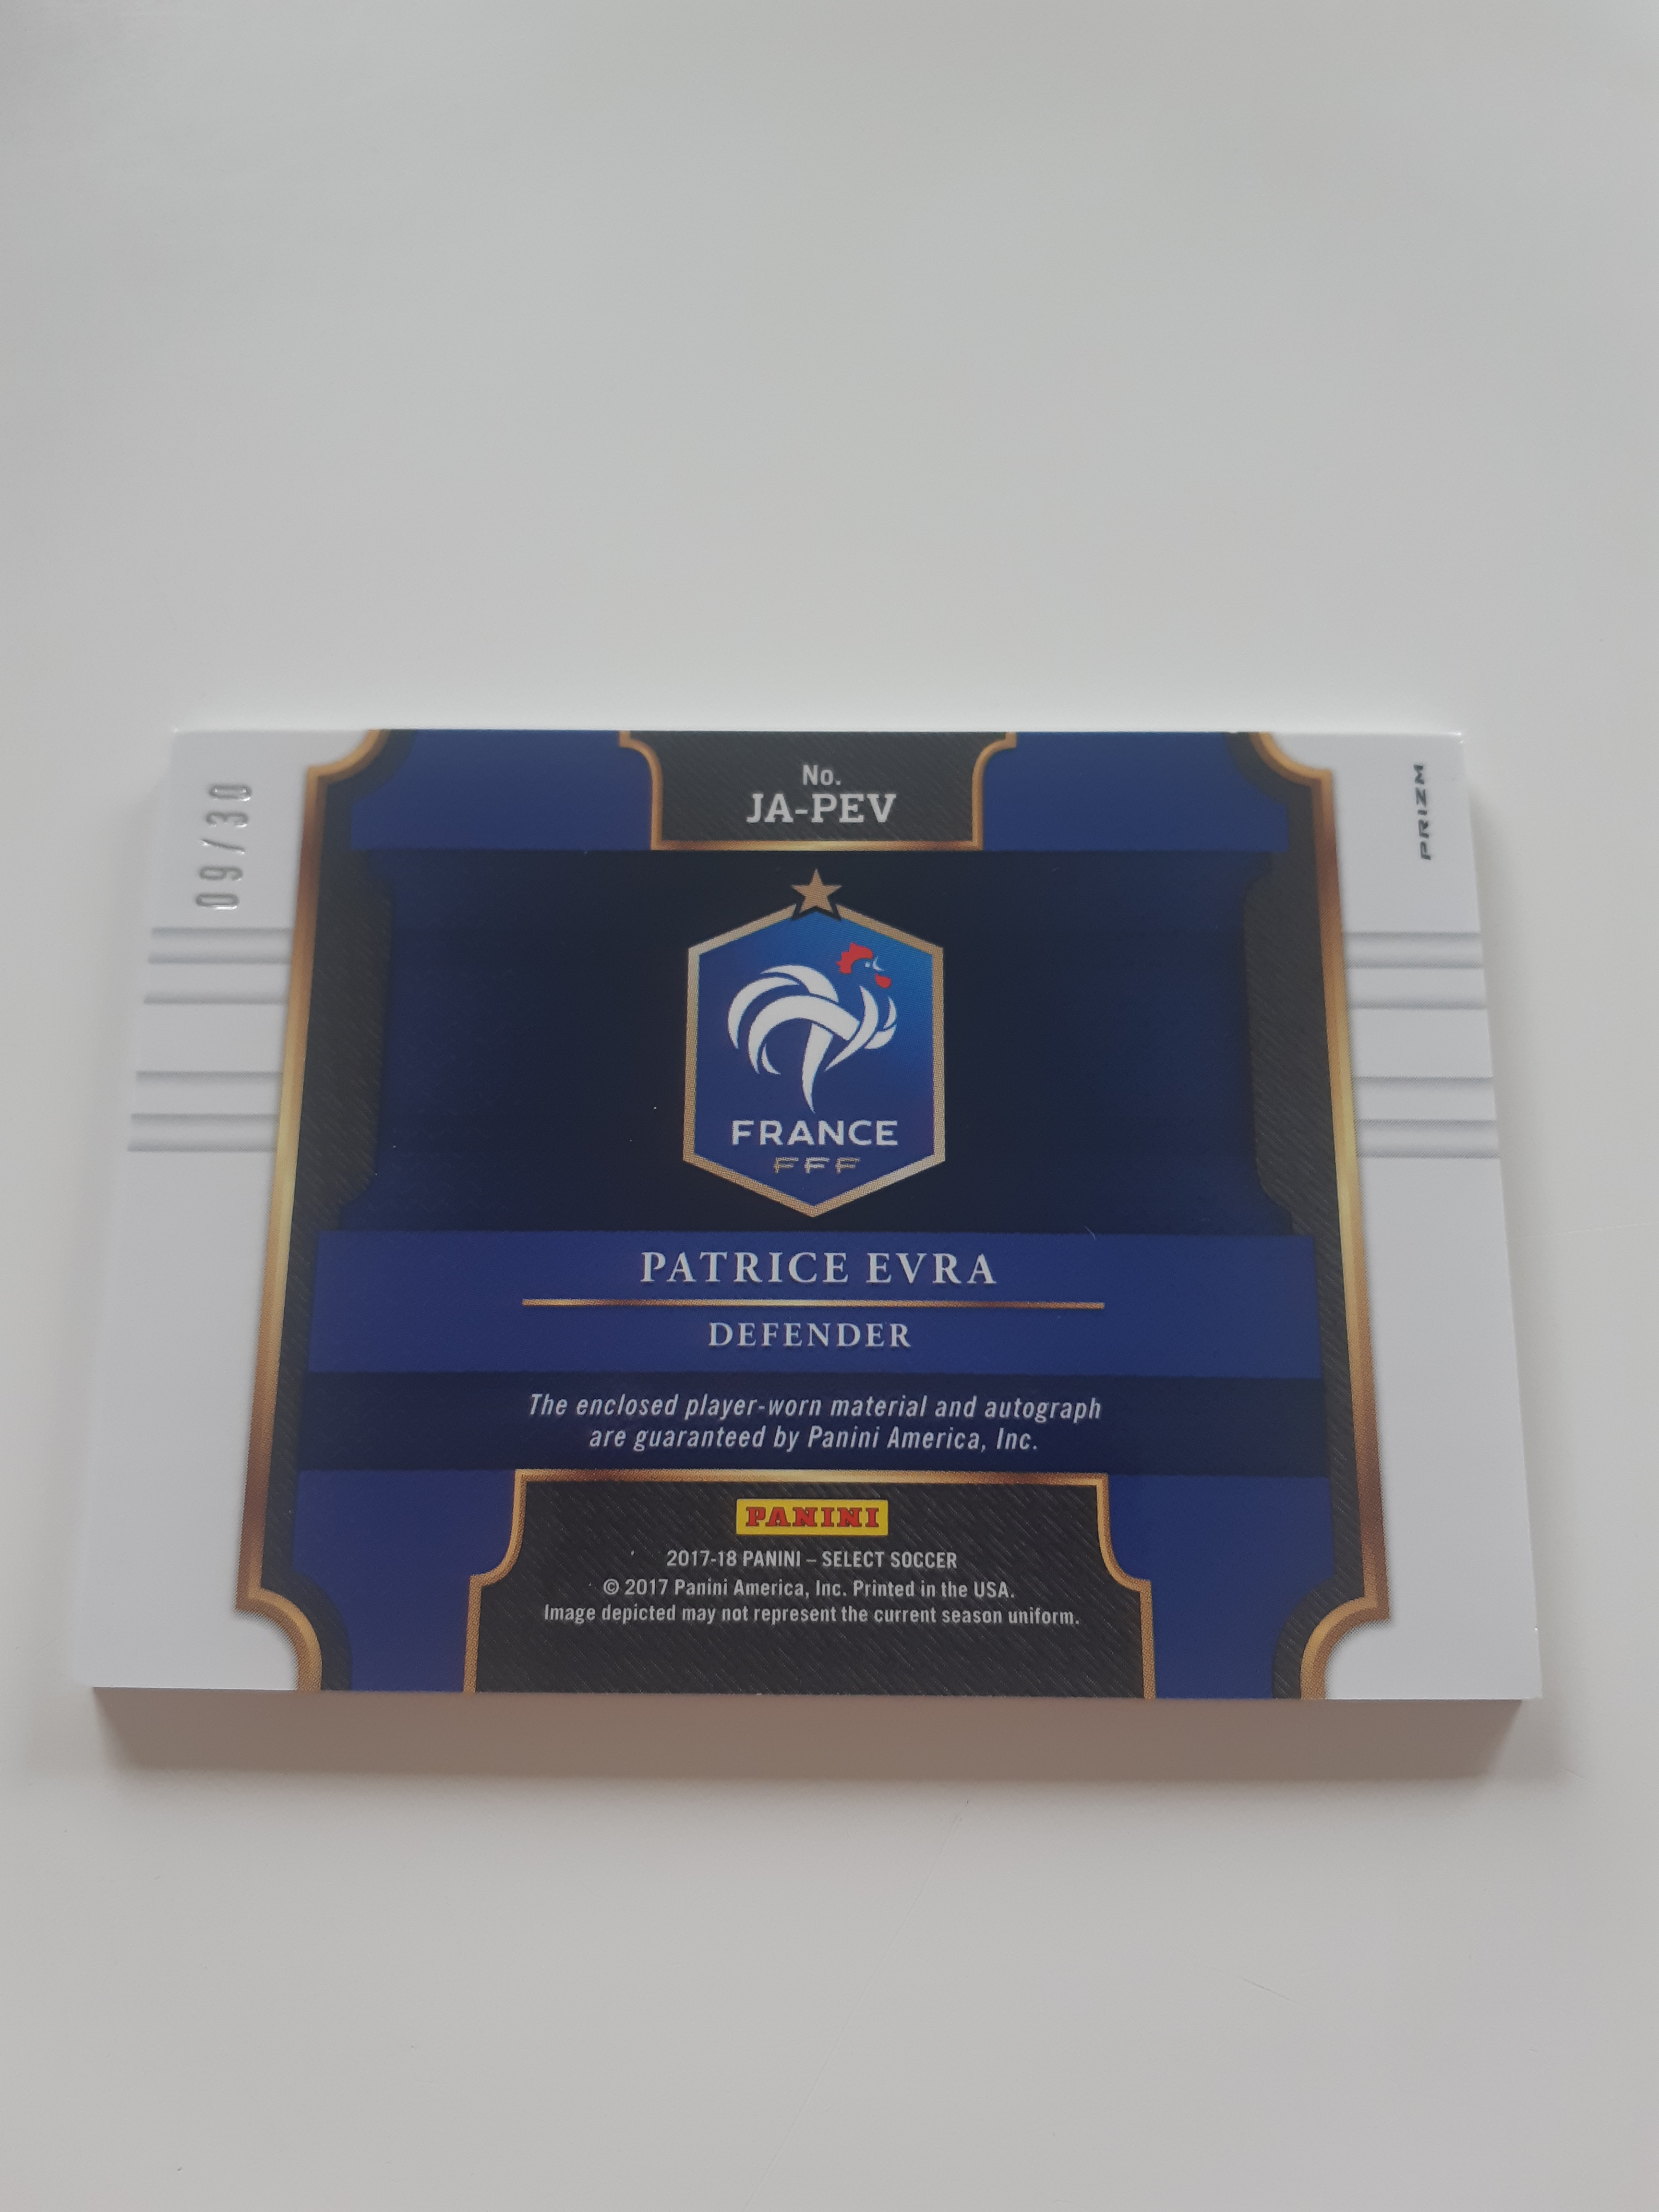 09/30
No.
JA-PEV
PRIZM
FRANCE
FFF
PATRICE EVRA
DEFENDER
The enclosed player-worn material and autograph
are guaranteed by Panini America, Inc.
PANINI
2017-18 PANINI – SELECT SOCCER
© 2017 Panini America, Inc. Printed in the USA.
Image depicted may not represent the current season uniform.